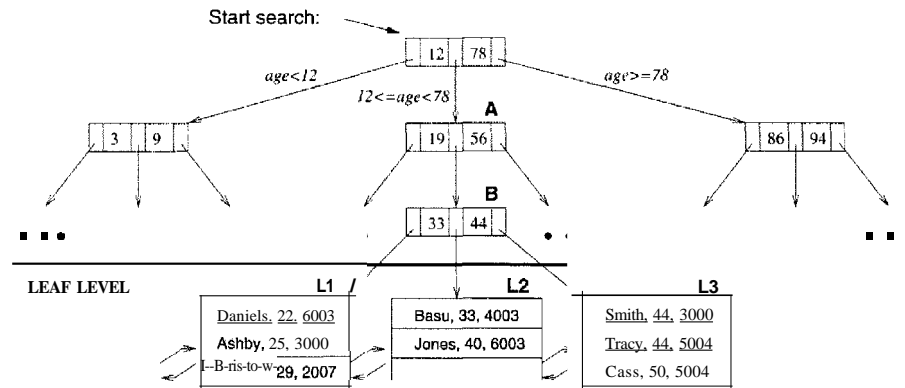 Start search:
12 78
age<12
12<=age<78
age>=78
A
3 9
19 56
86 94
B
33 44
LEAF LEVEL
L1
L2
L3
Daniels. 22. 6003
Ashby, 25, 3000
I--B-ris-to-w- 29, 2007
Basu, 33, 4003
Jones, 40, 6003
Smith, 44, 3000
Tracy, 44, 5004
Cass, 50, 5004